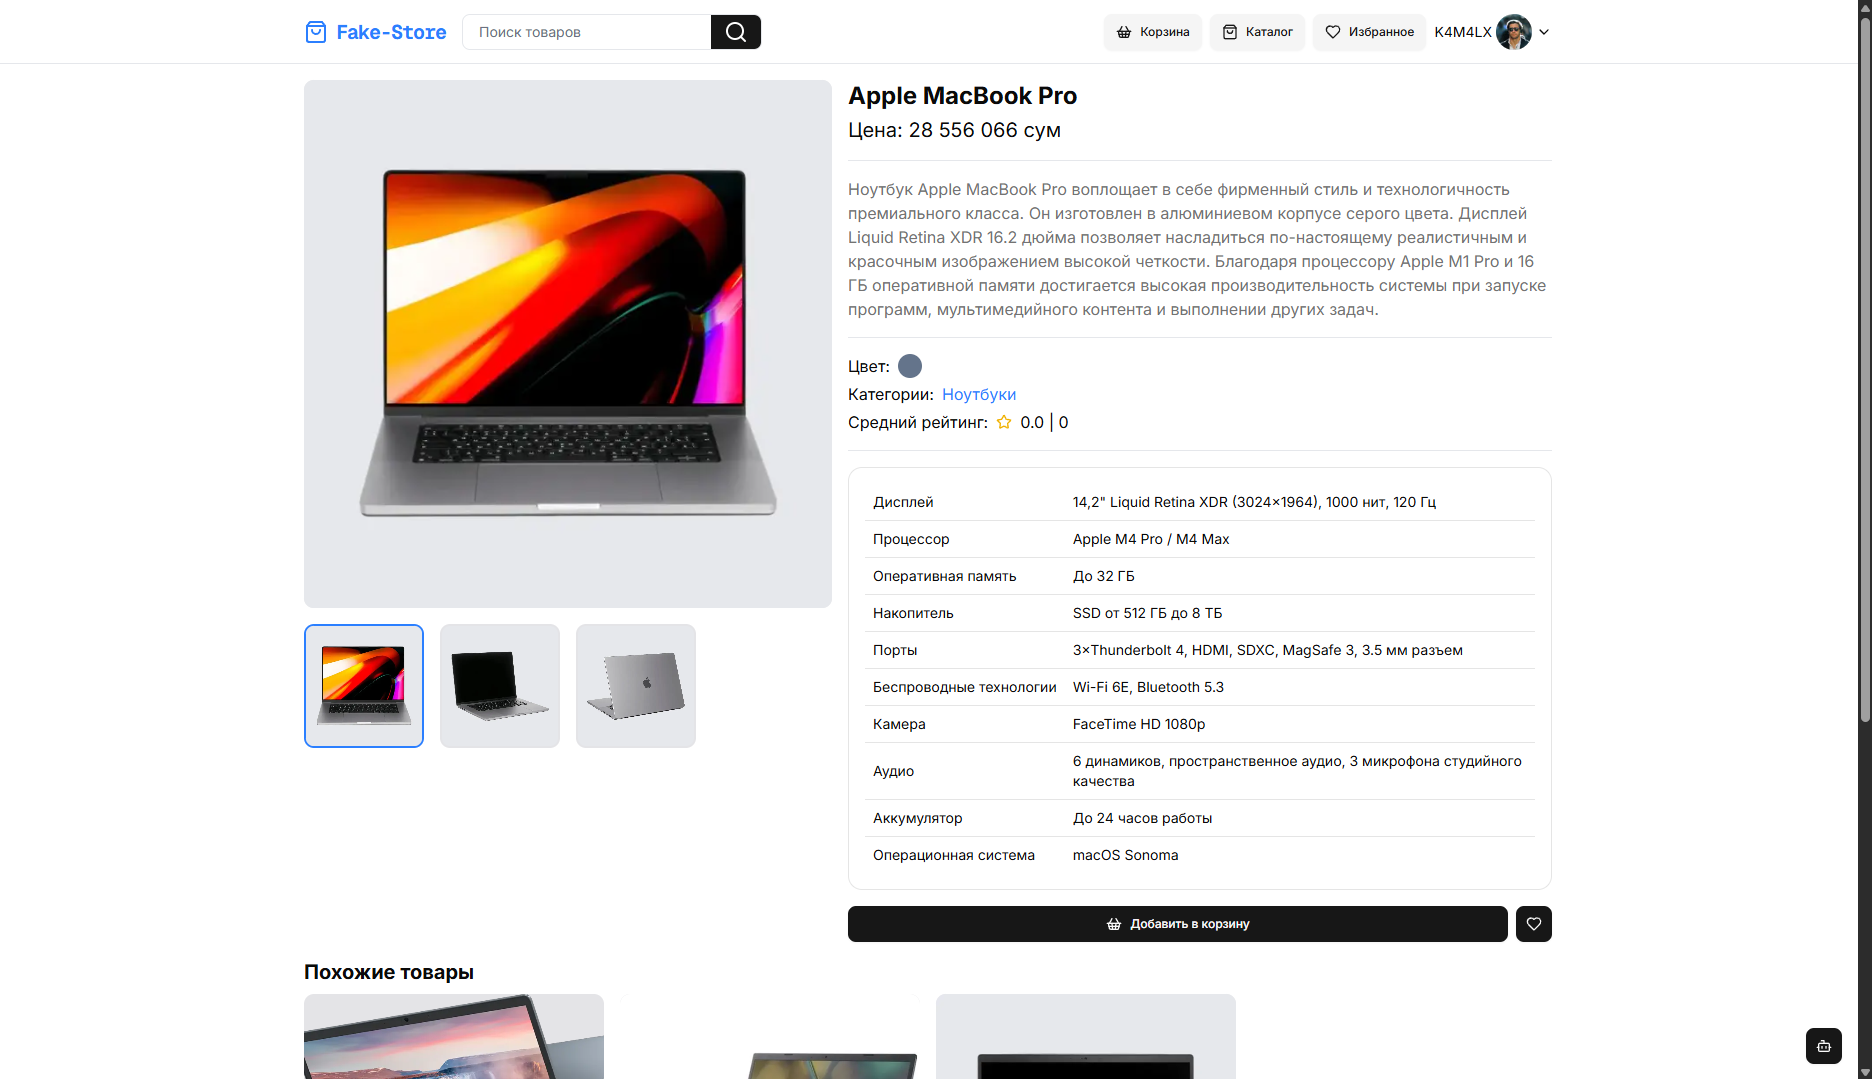 Fake-Store
Поиск товаров
Корзина
Каталог
Избранное
K4M4LX
Apple MacBook Pro
Цена: 28 556 066 сум
Ноутбук Apple MacBook Pro воплощает в себе фирменный стиль и технологичность
премиального класса. Он изготовлен в алюминиевом корпусе серого цвета. Дисплей
Liquid Retina XDR 16.2 дюйма позволяет насладиться по-настоящему реалистичным и
красочным изображением высокой четкости. Благодаря процессору Apple M1 Pro и 16
ГБ оперативной памяти достигается высокая производительность системы при запуске
программ, мультимедийного контента и выполнении других задач.
Цвет:
Категории: Ноутбуки
Средний рейтинг: 0.0 | 0
Дисплей 14,2" Liquid Retina XDR (3024×1964), 1000 нит, 120 Гц
Процессор Apple M4 Pro / M4 Max
Оперативная память До 32 ГБ
Накопитель SSD от 512 ГБ до 8 ТБ
Порты 3×Thunderbolt 4, HDMI, SDXC, MagSafe 3, 3.5 мм разъем
Беспроводные технологии Wi-Fi 6E, Bluetooth 5.3
Камера FaceTime HD 1080p
Аудио 6 динамиков, пространственное аудио, 3 микрофона студийного
качества
Аккумулятор До 24 часов работы
Операционная система macOS Sonoma
Добавить в корзину
Похожие товары